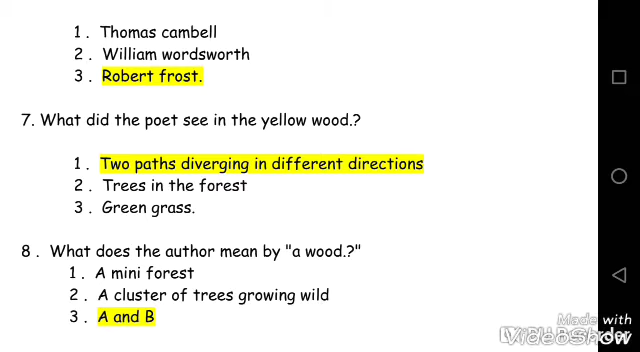 1 . Thomas cambell
2 . William wordsworth
3 . Robert frost.
7. What did the poet see in the yellow wood.?
1 . Two paths diverging in different directions
2 . Trees in the forest
3 . Green grass.
8 . What does the author mean by "a wood.?"
1 . A mini forest
2 . A cluster of trees growing wild
3 . A and B
Made with
VideoShow